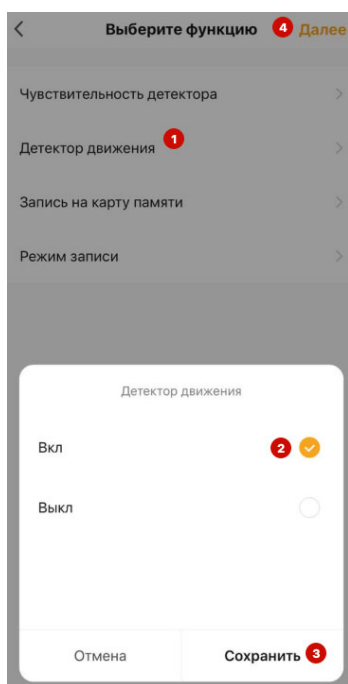 Выберите функцию 4 Далее
Чувствительность детектора
Детектор движения 1
Запись на карту памяти
Режим записи
Детектор движения
Вкл 2
Выкл
Отмена Сохранить 3